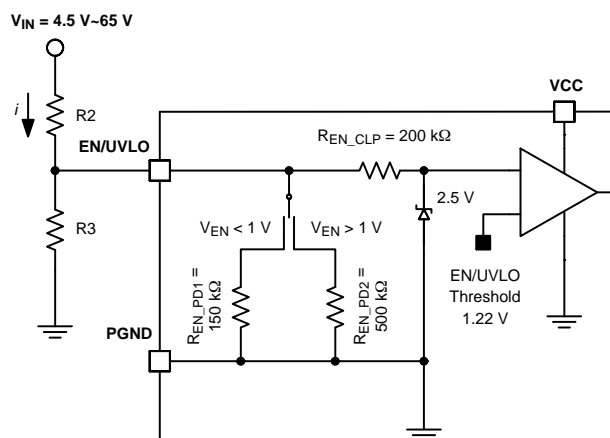 V_IN = 4.5 V~65 V
i
R2
VCC
EN/UVLO
R_EN_CLP = 200 kΩ
2.5 V
R3
V_EN < 1 V
V_EN > 1 V
EN/UVLO
Threshold
1.22 V
R_EN_PD1 =
150 kΩ
R_EN_PD2 =
500 kΩ
PGND